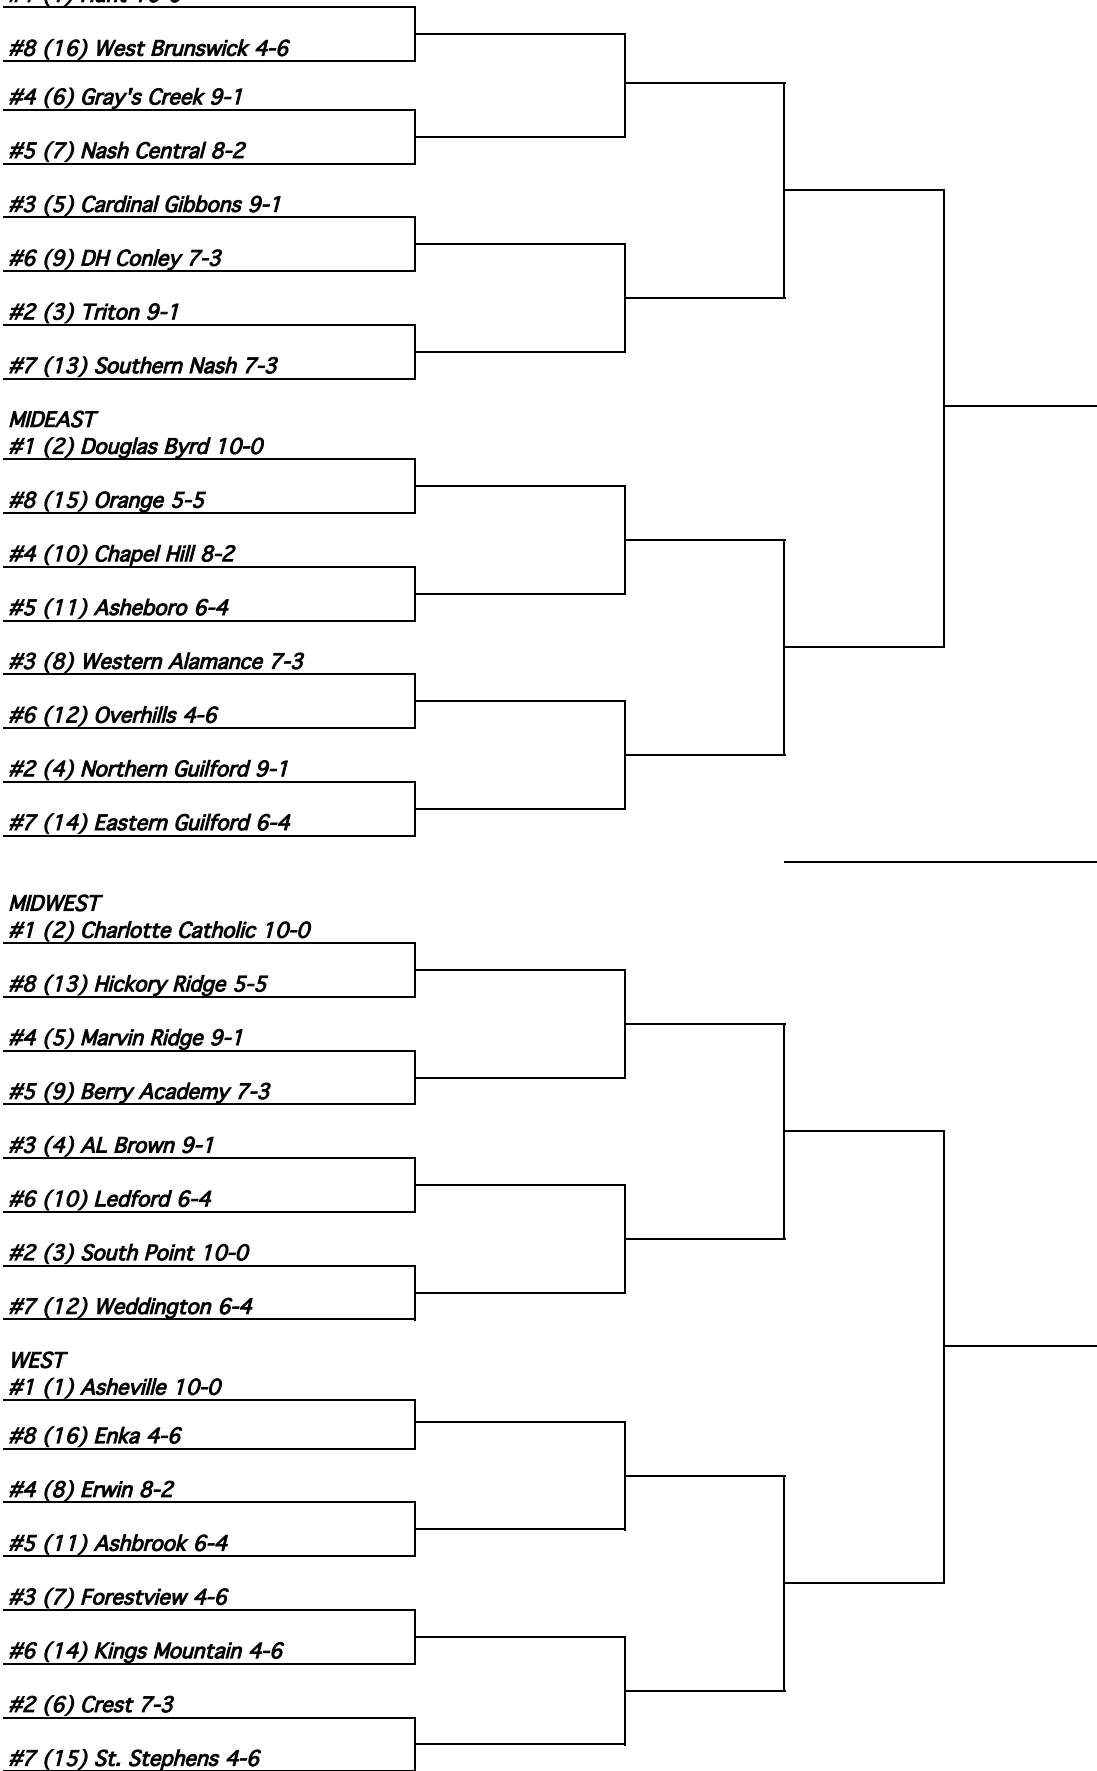 #8 (16) West Brunswick 4-6
#4 (6) Gray's Creek 9-1
#5 (7) Nash Central 8-2
#3 (5) Cardinal Gibbons 9-1
#6 (9) DH Conley 7-3
#2 (3) Triton 9-1
#7 (13) Southern Nash 7-3
MIDEAST
#1 (2) Douglas Byrd 10-0
#8 (15) Orange 5-5
#4 (10) Chapel Hill 8-2
#5 (11) Asheboro 6-4
#3 (8) Western Alamance 7-3
#6 (12) Overhills 4-6
#2 (4) Northern Guilford 9-1
#7 (14) Eastern Guilford 6-4
MIDWEST
#1 (2) Charlotte Catholic 10-0
#8 (13) Hickory Ridge 5-5
#4 (5) Marvin Ridge 9-1
#5 (9) Berry Academy 7-3
#3 (4) AL Brown 9-1
#6 (10) Ledford 6-4
#2 (3) South Point 10-0
#7 (12) Weddington 6-4
WEST
#1 (1) Asheville 10-0
#8 (16) Enka 4-6
#4 (8) Erwin 8-2
#5 (11) Ashbrook 6-4
#3 (7) Forestview 4-6
#6 (14) Kings Mountain 4-6
#2 (6) Crest 7-3
#7 (15) St. Stephens 4-6